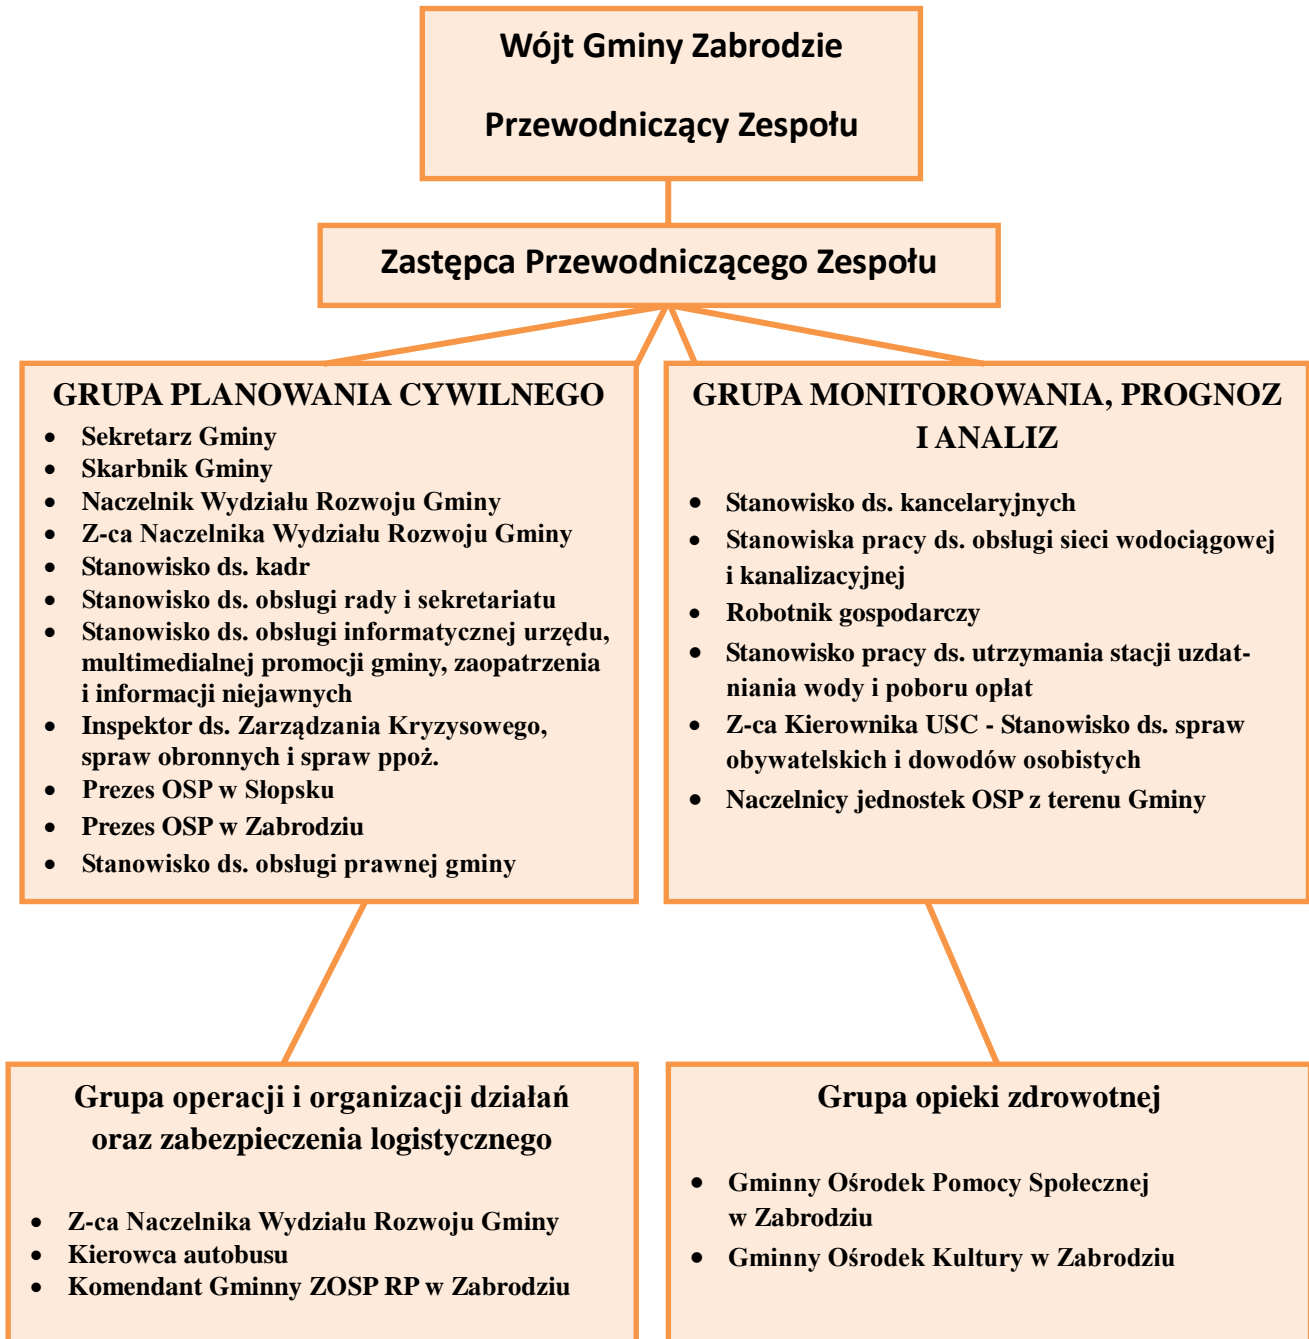 Wójt Gminy Zabrodzie
Przewodniczący Zespołu
Zastępca Przewodniczącego Zespołu
GRUPA PLANOWANIA CYWILNEGO
• Sekretarz Gminy
• Skarbnik Gminy
• Naczelnik Wydziału Rozwoju Gminy
• Z-ca Naczelnika Wydziału Rozwoju Gminy
• Stanowisko ds. kadr
• Stanowisko ds. obsługi rady i sekretariatu
• Stanowisko ds. obsługi informatycznej urzędu,
multimedialnej promocji gminy, zaopatrzenia
i informacji niejawnych
• Inspektor ds. Zarządzania Kryzysowego,
spraw obronnych i spraw ppoż.
• Prezes OSP w Słopsku
• Prezes OSP w Zabrodziu
• Stanowisko ds. obsługi prawnej gminy
GRUPA MONITOROWANIA, PROGNOZ
I ANALIZ
• Stanowisko ds. kancelaryjnych
• Stanowiska pracy ds. obsługi sieci wodociągowej
i kanalizacyjnej
• Robotnik gospodarczy
• Stanowisko pracy ds. utrzymania stacji uzdat-
niania wody i poboru opłat
• Z-ca Kierownika USC - Stanowisko ds. spraw
obywatelskich i dowodów osobistych
• Naczelnicy jednostek OSP z terenu Gminy
Grupa operacji i organizacji działań
oraz zabezpieczenia logistycznego
• Z-ca Naczelnika Wydziału Rozwoju Gminy
• Kierowca autobusu
• Komendant Gminny ZOSP RP w Zabrodziu
Grupa opieki zdrowotnej
• Gminny Ośrodek Pomocy Społecznej
w Zabrodziu
• Gminny Ośrodek Kultury w Zabrodziu